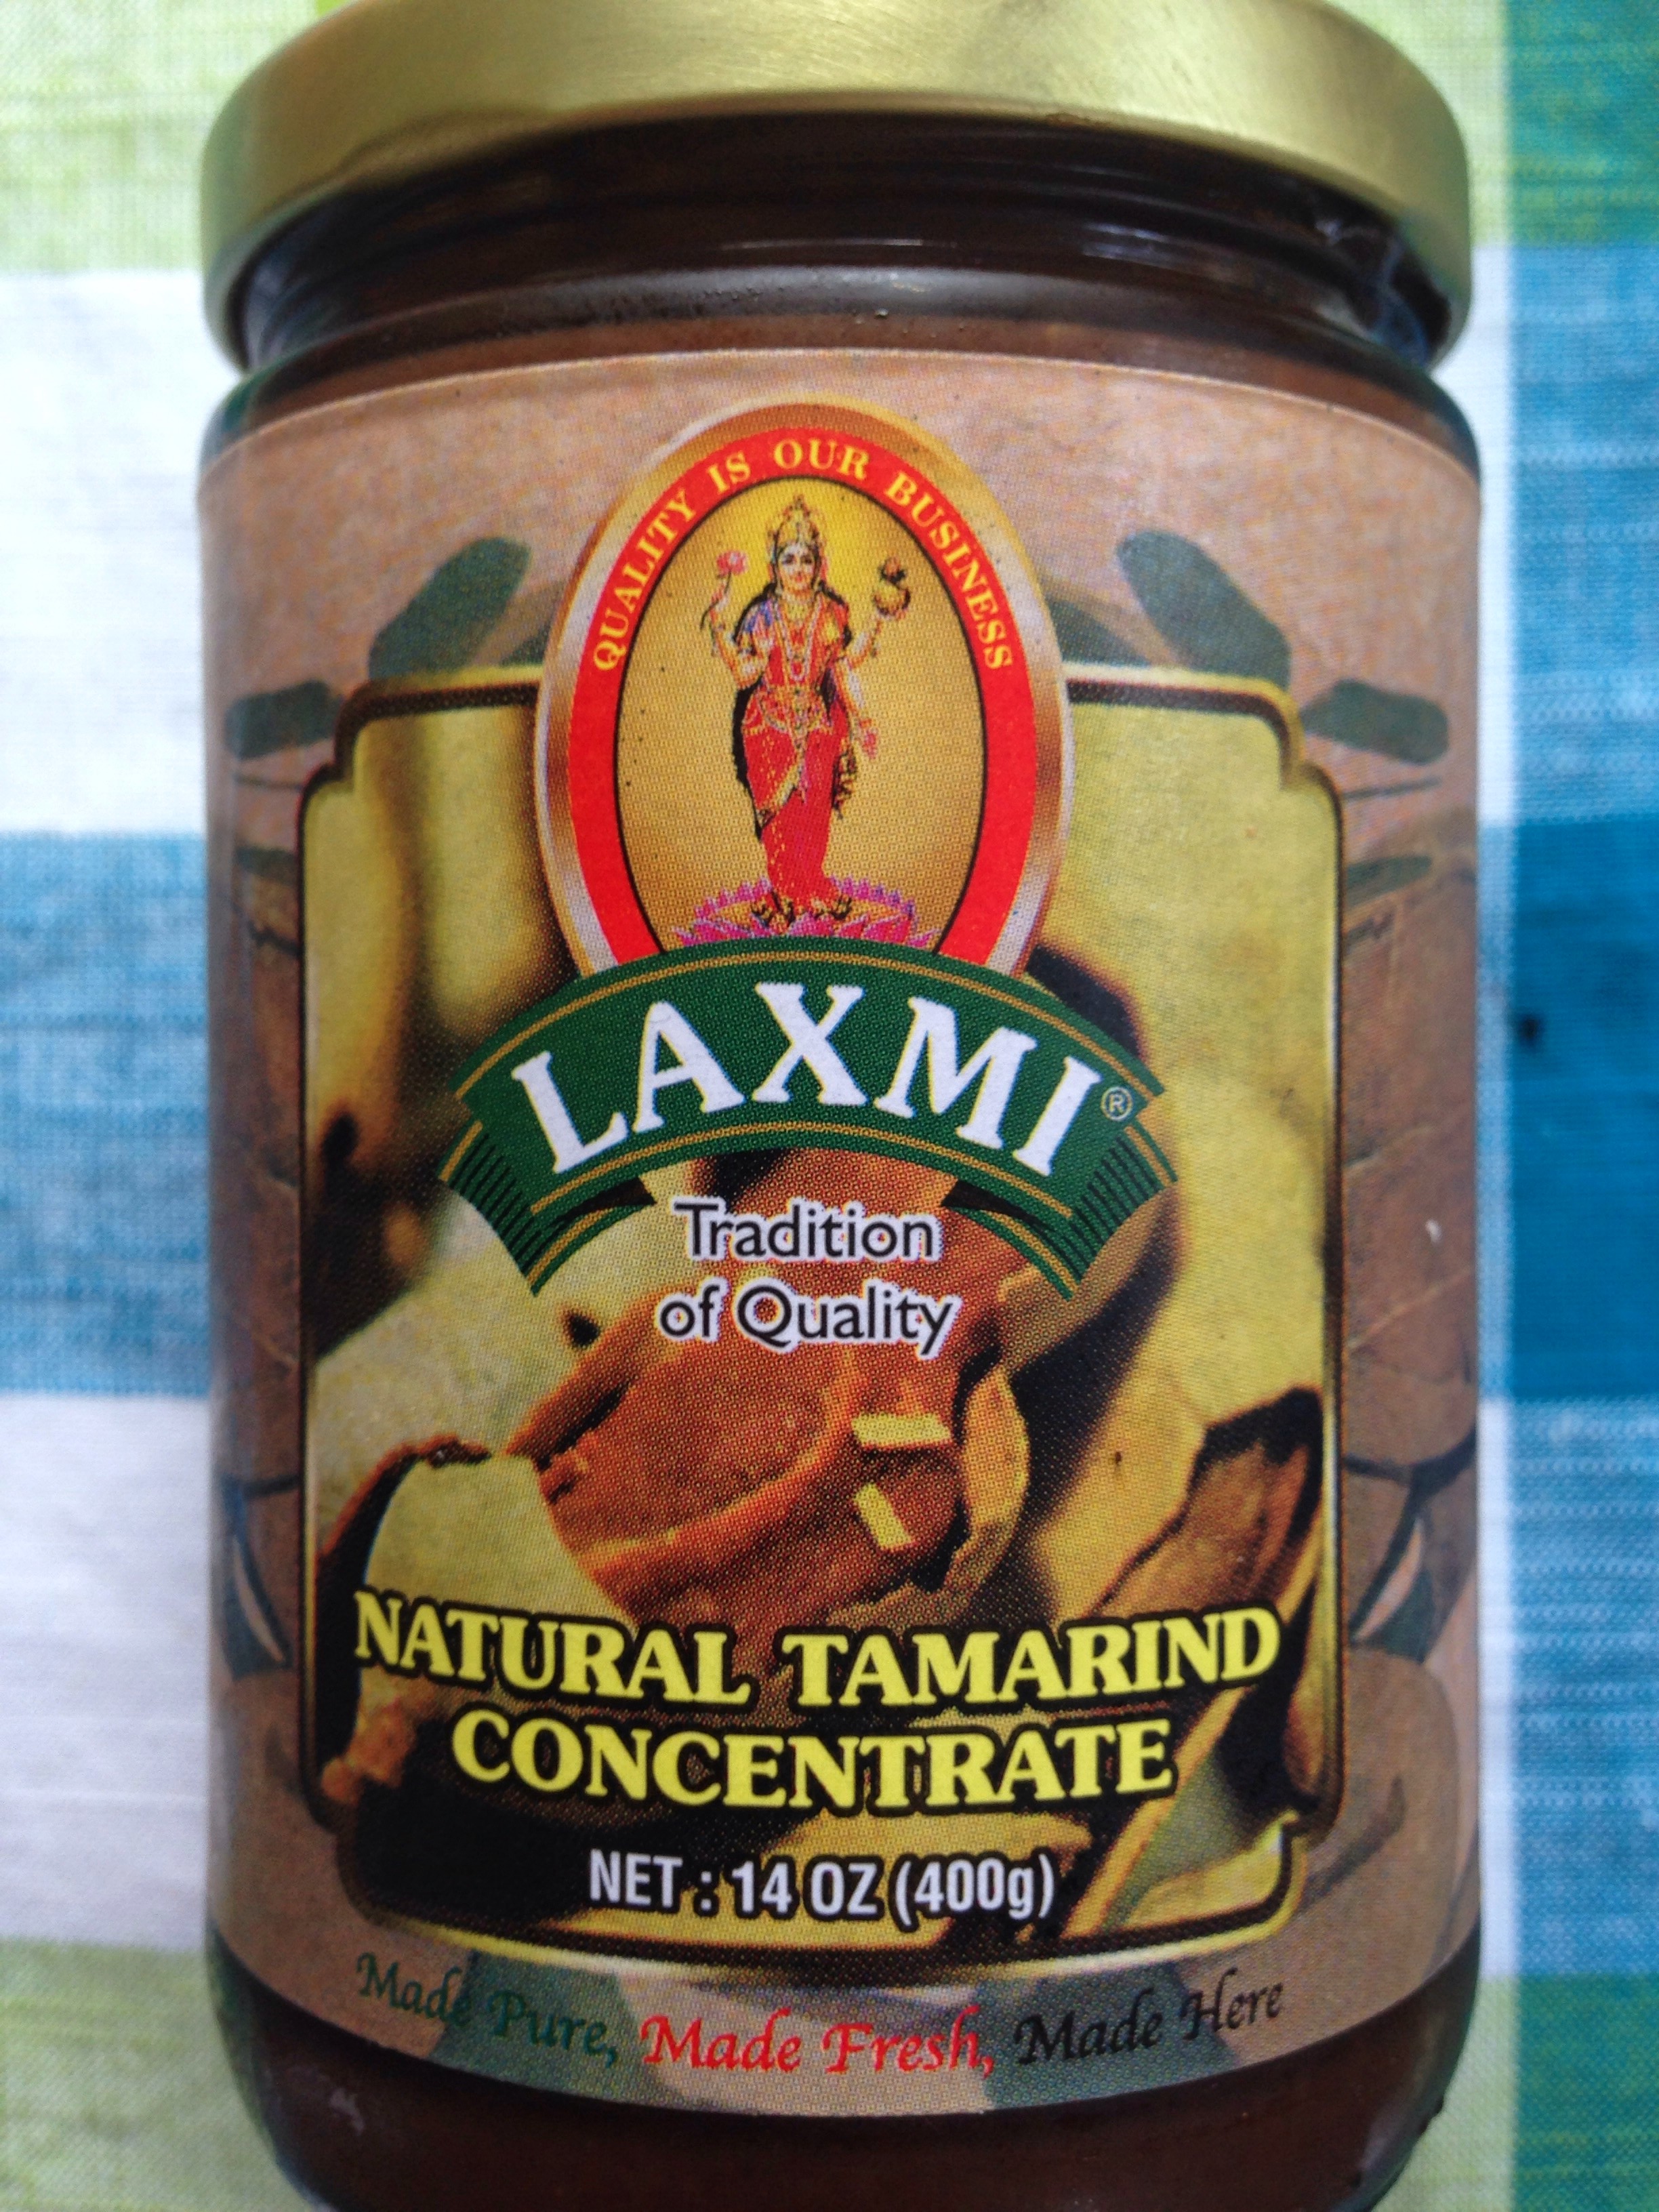 QUALITY IS OUR BUSINESS
LAXMI®
Tradition
of Quality
NATURAL TAMARIND
CONCENTRATE
NET : 14 OZ (400g)
Made Pure, Made Fresh, Made Here